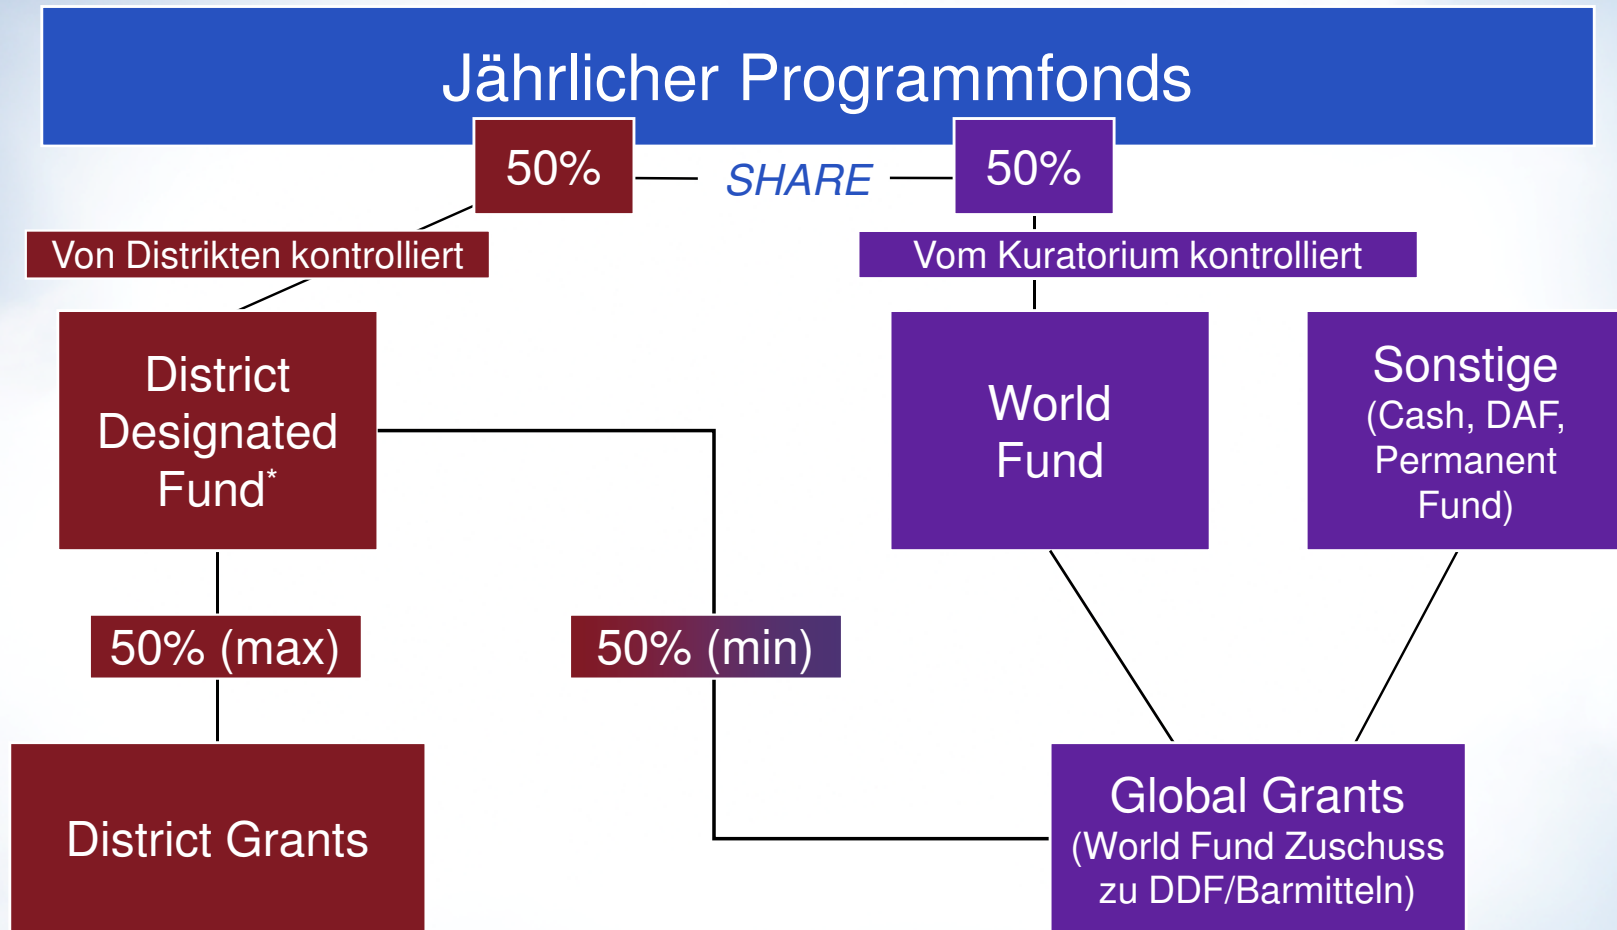 Jährlicher Programmfonds
50%
SHARE
50%
Von Distrikten kontrolliert
Vom Kuratorium kontrolliert
District
Designated
Fund*
World
Fund
Sonstige
(Cash, DAF,
Permanent
Fund)
50% (max)
50% (min)
District Grants
Global Grants
(World Fund Zuschuss
zu DDF/Barmitteln)